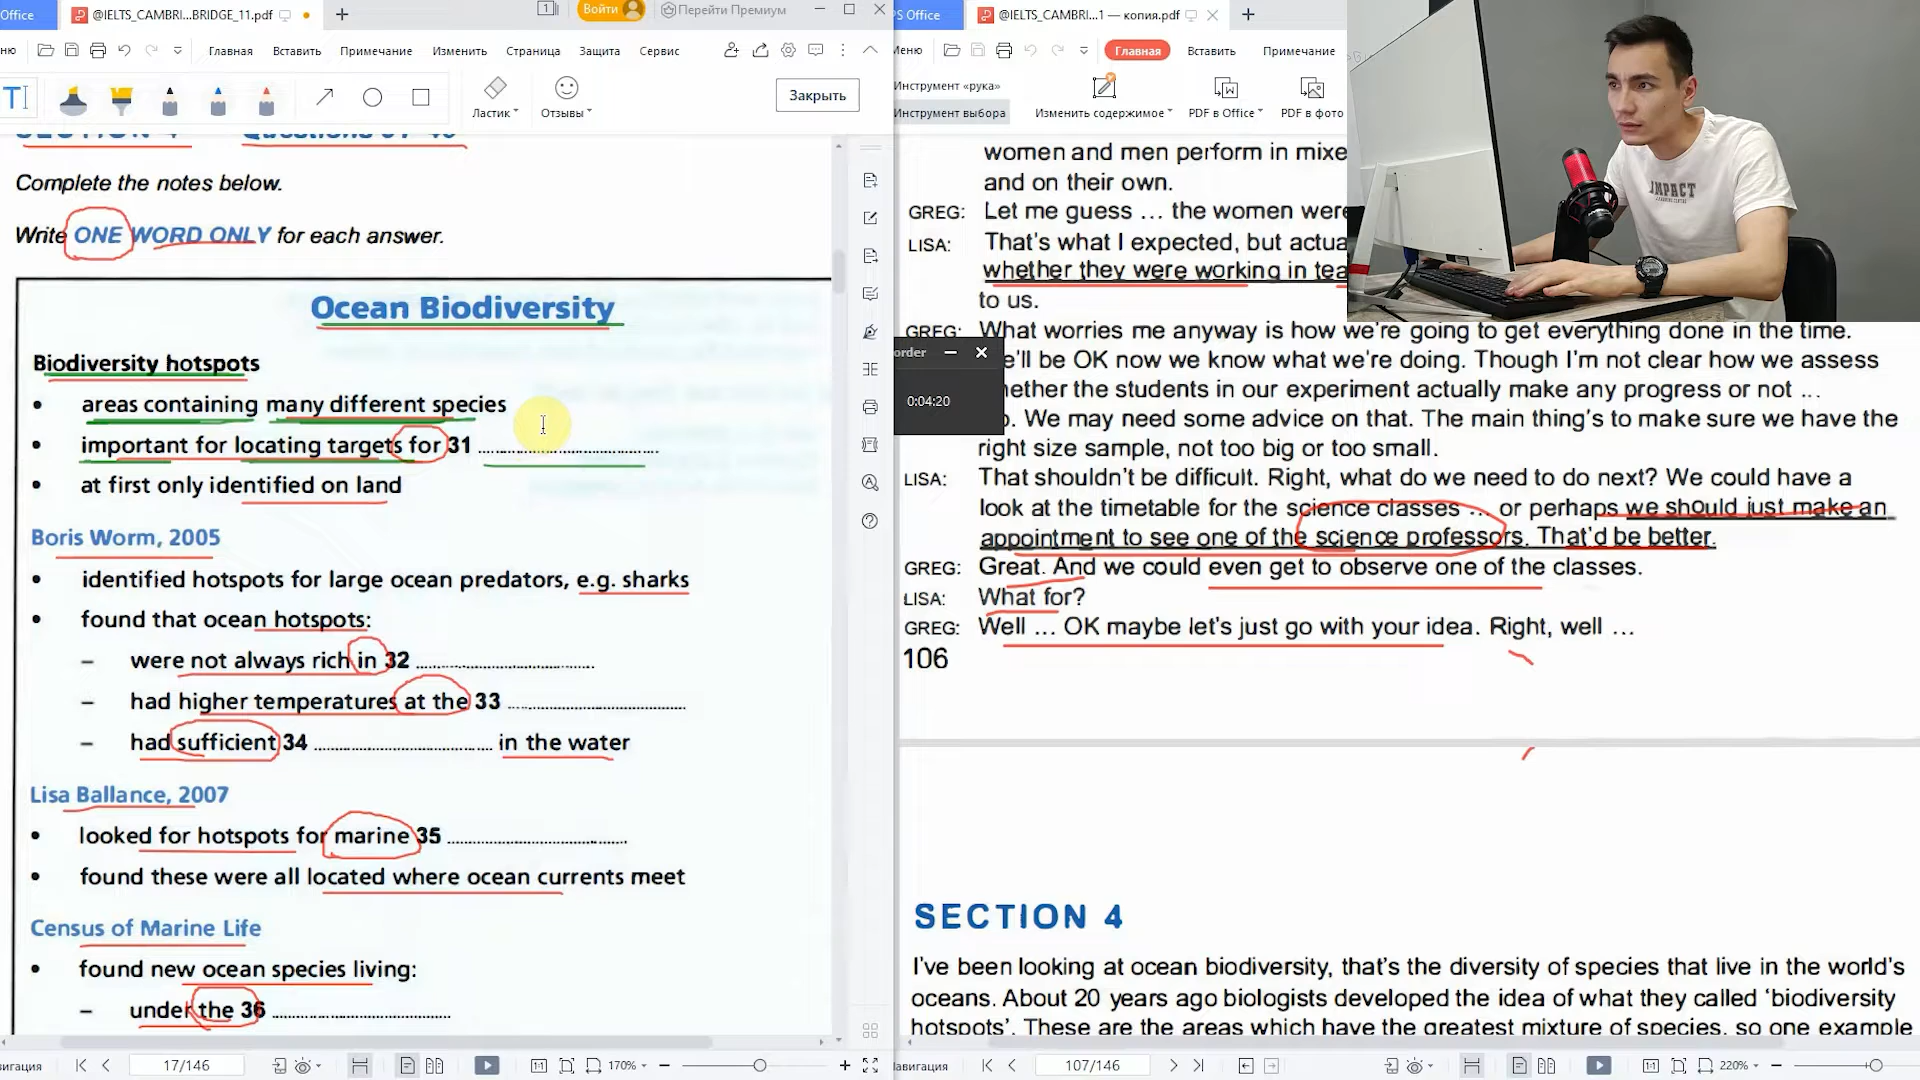 Office
@IELTS_CAMBRI...BRIDGE_11.pdf
Войти
Перейти Премиум
PS Office
@IELTS_CAMBRI...1 — копия.pdf
ню
Главная
Вставить
Примечание
Изменить
Страница
Защита
Сервис
Меню
Главная
Вставить
Примечание
Ластик
Отзывы
Закрыть
Инструмент «рука»
Инструмент выбора
Изменить содержимое
PDF в Office
PDF в фото
SECTION 4 Questions 31-40
Complete the notes below.
Write ONE WORD ONLY for each answer.
Ocean Biodiversity
Biodiversity hotspots
• areas containing many different species
• important for locating targets for 31 ........................................
• at first only identified on land
Boris Worm, 2005
• identified hotspots for large ocean predators, e.g. sharks
• found that ocean hotspots:
– were not always rich in 32 ........................................
– had higher temperatures at the 33 ........................................
– had sufficient 34 ........................................ in the water
Lisa Ballance, 2007
• looked for hotspots for marine 35 ........................................
• found these were all located where ocean currents meet
Census of Marine Life
• found new ocean species living:
– under the 36 ........................................
women and men perform in mixe
and on their own.
GREG: Let me guess ... the women were
LISA: That's what I expected, but actua
whether they were working in tea
to us.
GREG: What worries me anyway is how we're going to get everything done in the time.
e'll be OK now we know what we're doing. Though I'm not clear how we assess
hether the students in our experiment actually make any progress or not ...
o. We may need some advice on that. The main thing's to make sure we have the
right size sample, not too big or too small.
LISA: That shouldn't be difficult. Right, what do we need to do next? We could have a
look at the timetable for the science classes ... or perhaps we should just make an
appointment to see one of the science professors. That'd be better.
GREG: Great. And we could even get to observe one of the classes.
LISA: What for?
GREG: Well ... OK maybe let's just go with your idea. Right, well ...
106
order
0:04:20
IMPACT
SECTION 4
I've been looking at ocean biodiversity, that's the diversity of species that live in the world's
oceans. About 20 years ago biologists developed the idea of what they called 'biodiversity
hotspots'. These are the areas which have the greatest mixture of species, so one example
вигация
17/146
170%
Навигация
107/146
220%